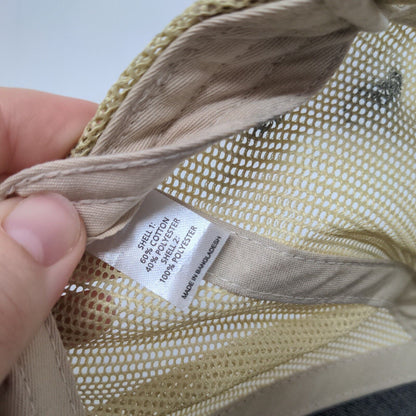 SHELL 1:
60% COTTON
40% POLYESTER
SHELL 2:
100% POLYESTER
MADE IN BANGLADESH